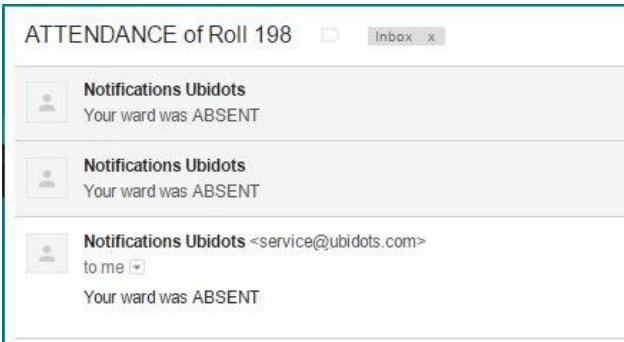 ATTENDANCE of Roll 198 Inbox x
Notifications Ubidots
Your ward was ABSENT
Notifications Ubidots
Your ward was ABSENT
Notifications Ubidots <service@ubidots.com>
to me
Your ward was ABSENT